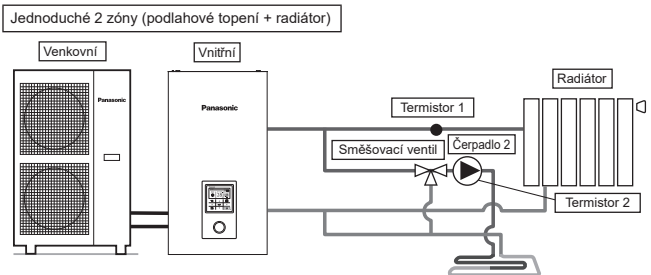 Jednoduché 2 zóny (podlahové topení + radiátor)
Venkovní
Vnitřní
Radiátor
Panasonic
Panasonic
Termistor 1
Směšovací ventil
Čerpadlo 2
Termistor 2